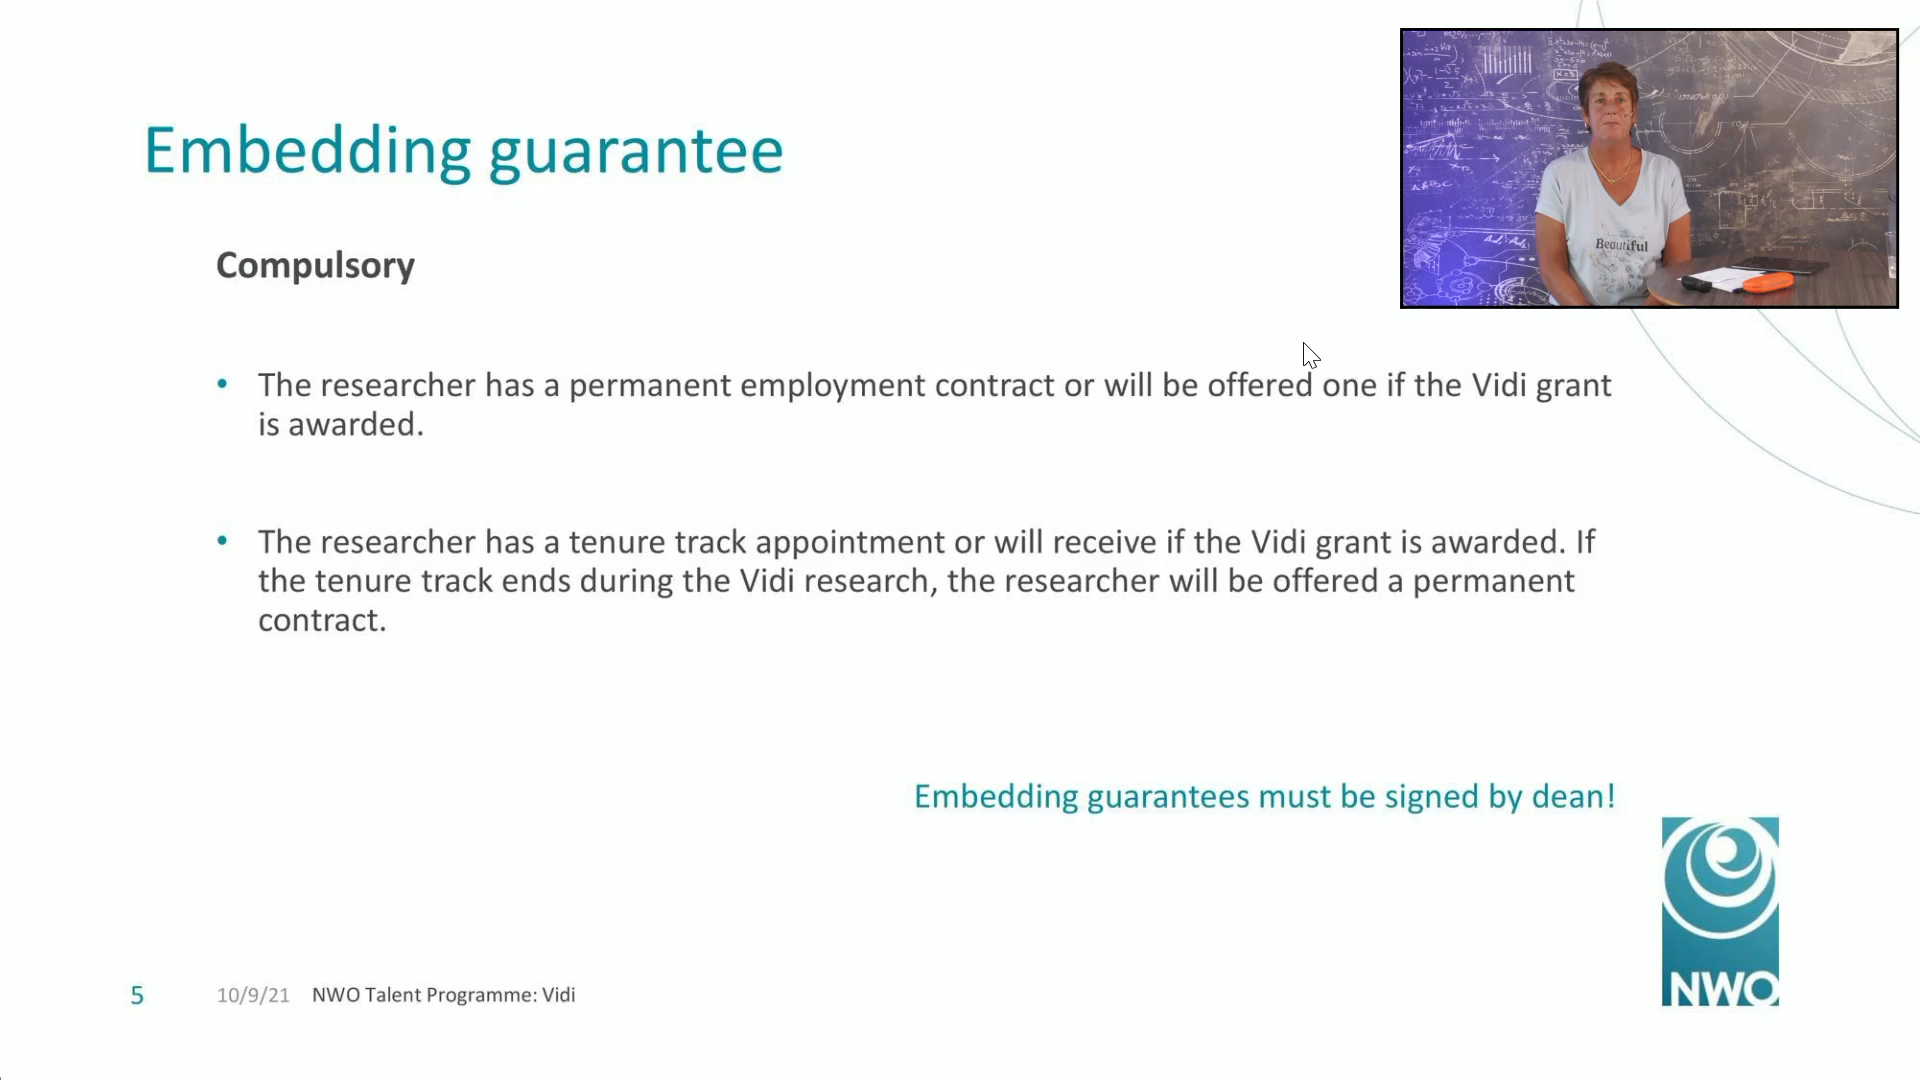 Embedding guarantee
Compulsory
• The researcher has a permanent employment contract or will be offered one if the Vidi grant
is awarded.
• The researcher has a tenure track appointment or will receive if the Vidi grant is awarded. If
the tenure track ends during the Vidi research, the researcher will be offered a permanent
contract.
Embedding guarantees must be signed by dean!
NWO
5 10/9/21 NWO Talent Programme: Vidi
Beautiful